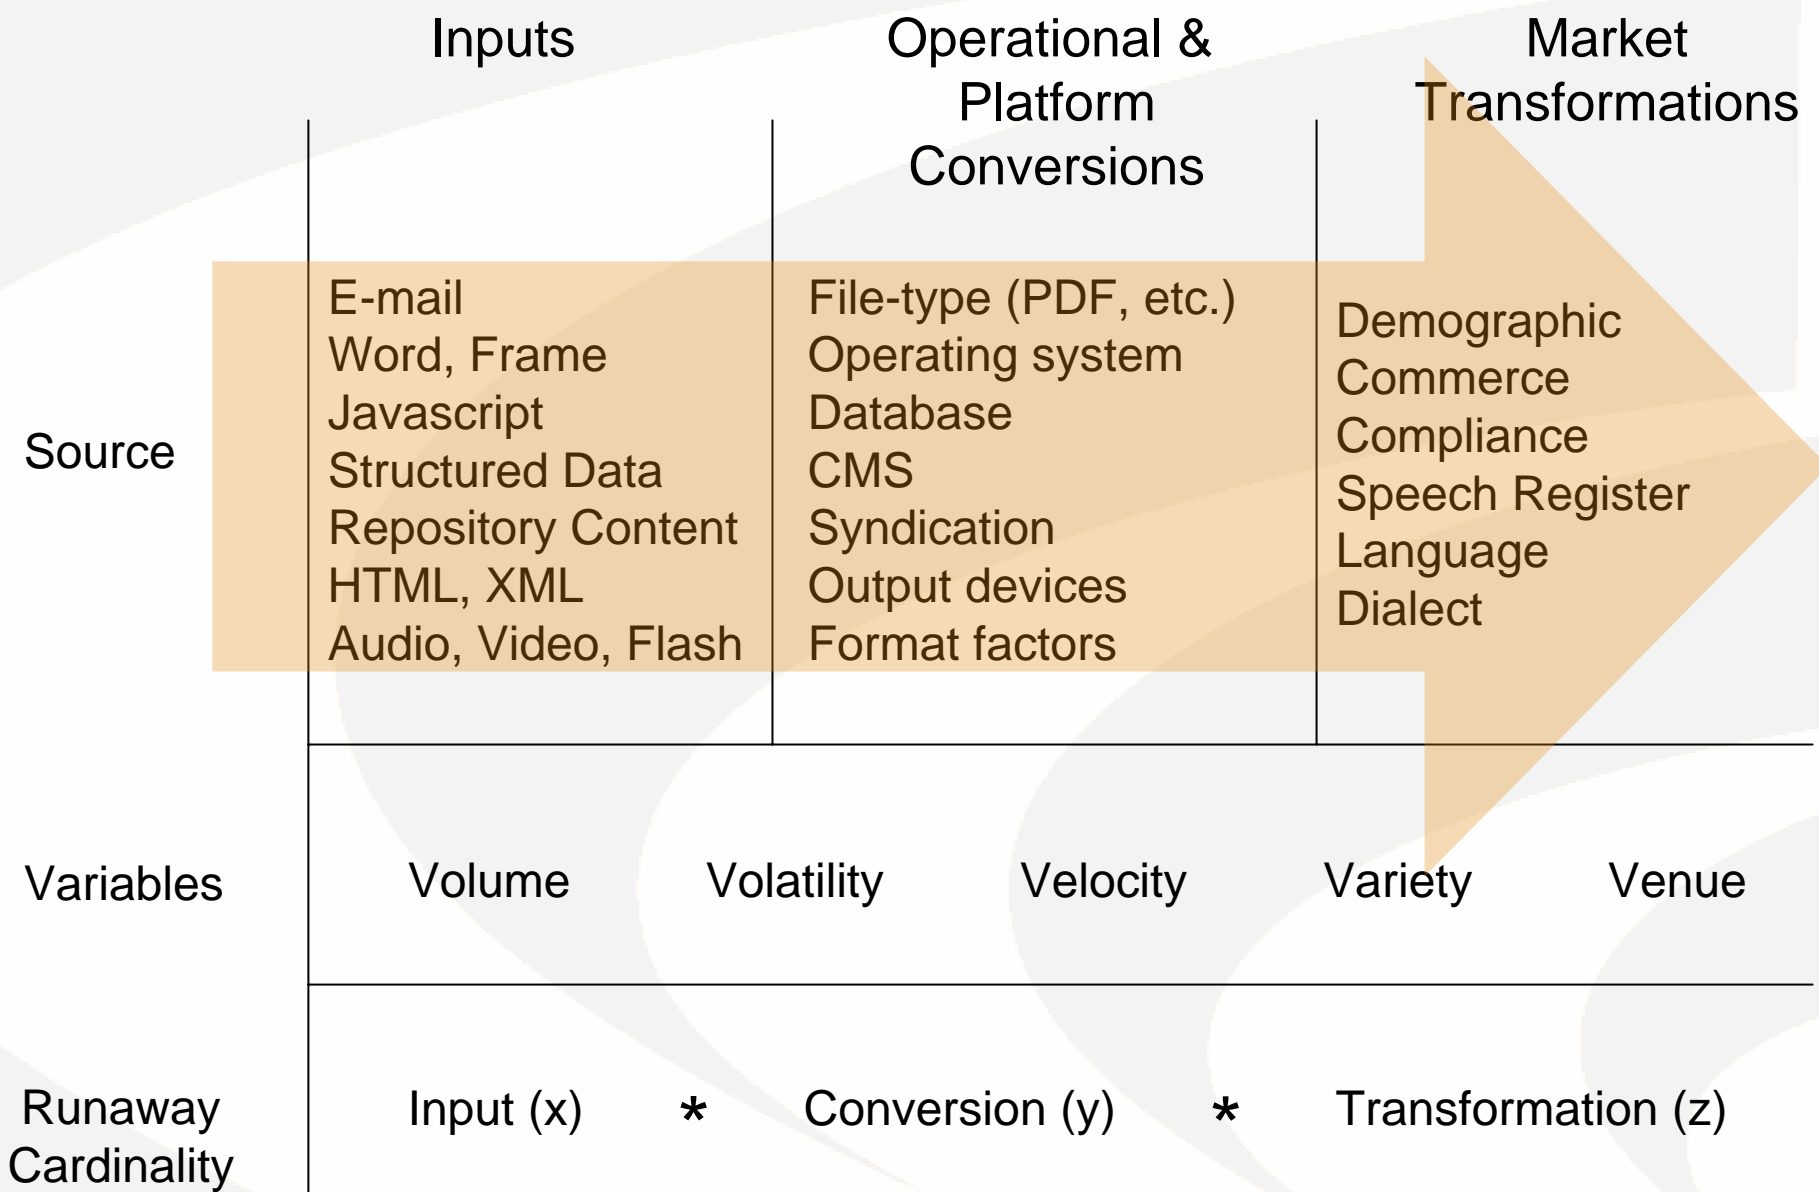 Inputs
Operational &
Platform
Conversions
Market
Transformations
Source
E-mail
Word, Frame
Javascript
Structured Data
Repository Content
HTML, XML
Audio, Video, Flash
File-type (PDF, etc.)
Operating system
Database
CMS
Syndication
Output devices
Format factors
Demographic
Commerce
Compliance
Speech Register
Language
Dialect
Variables
Volume Volatility Velocity Variety Venue
Runaway
Cardinality
Input (x) * Conversion (y) * Transformation (z)